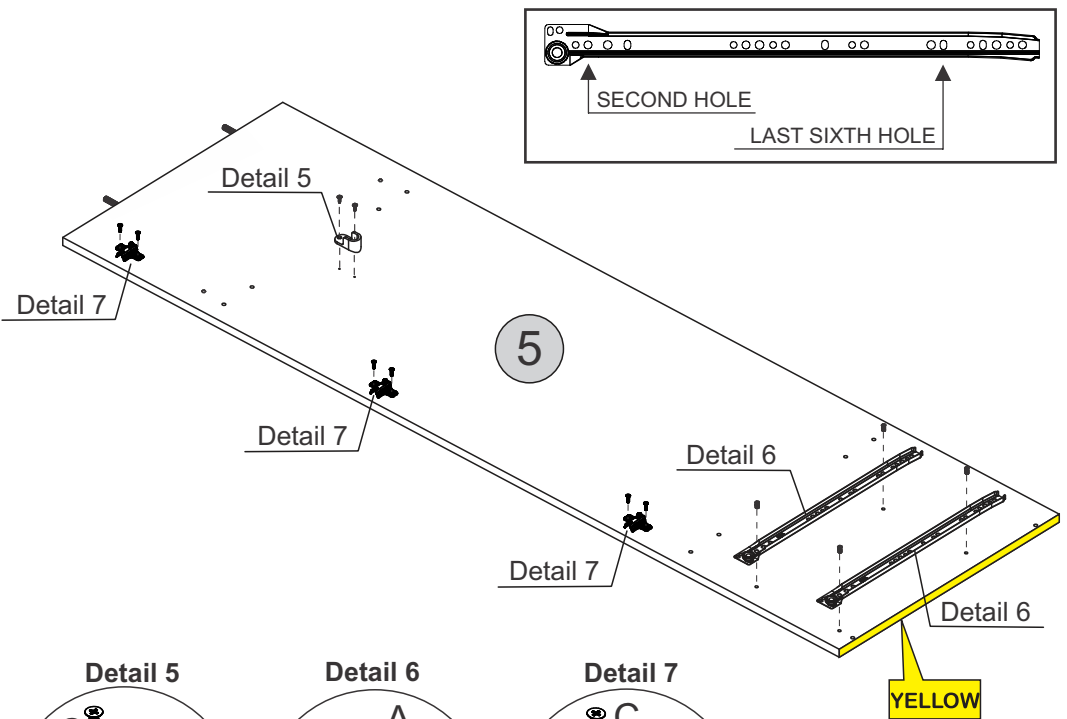 SECOND HOLE
LAST SIXTH HOLE
Detail 5
Detail 7
5
Detail 7
Detail 6
Detail 7
Detail 6
YELLOW
Detail 5
Detail 6
Detail 7
A
C